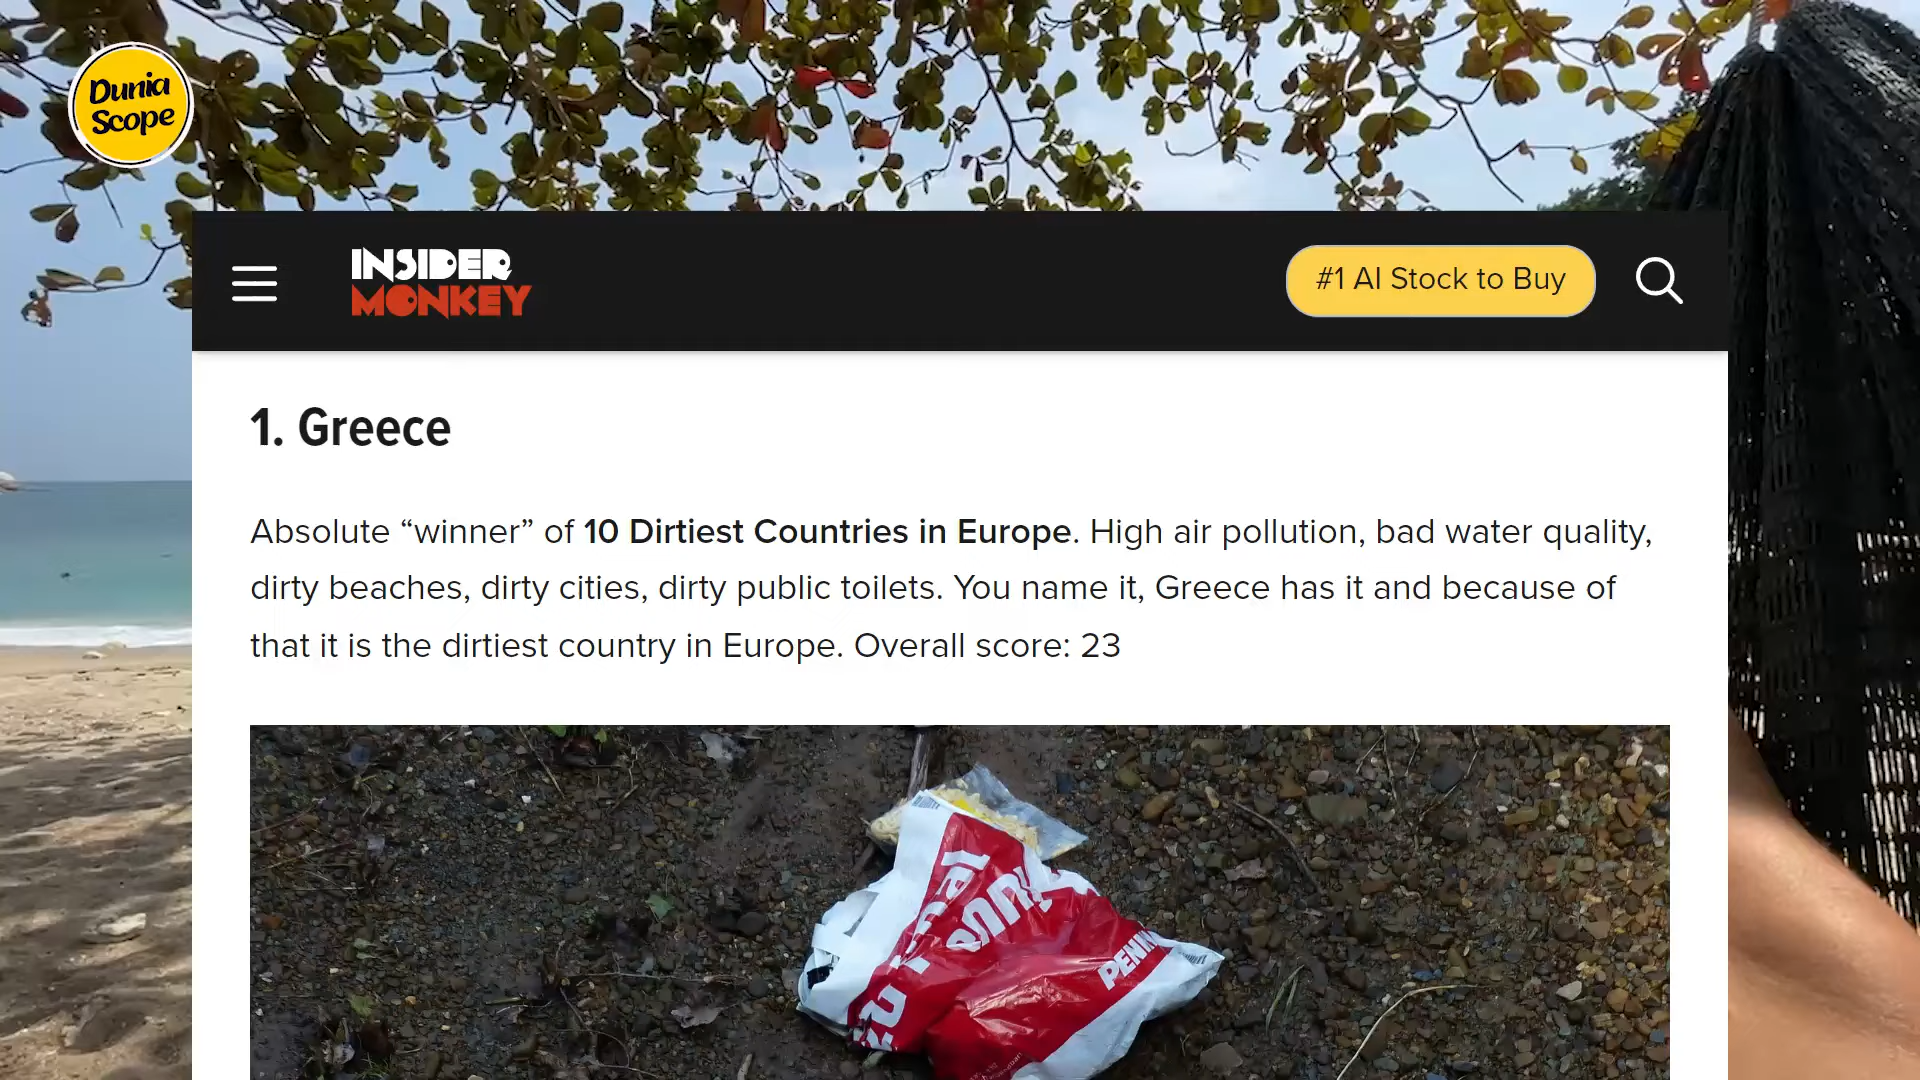 Dunia
Scope
INSIDER
MONKEY
#1 AI Stock to Buy
1. Greece
Absolute “winner” of 10 Dirtiest Countries in Europe. High air pollution, bad water quality,
dirty beaches, dirty cities, dirty public toilets. You name it, Greece has it and because of
that it is the dirtiest country in Europe. Overall score: 23